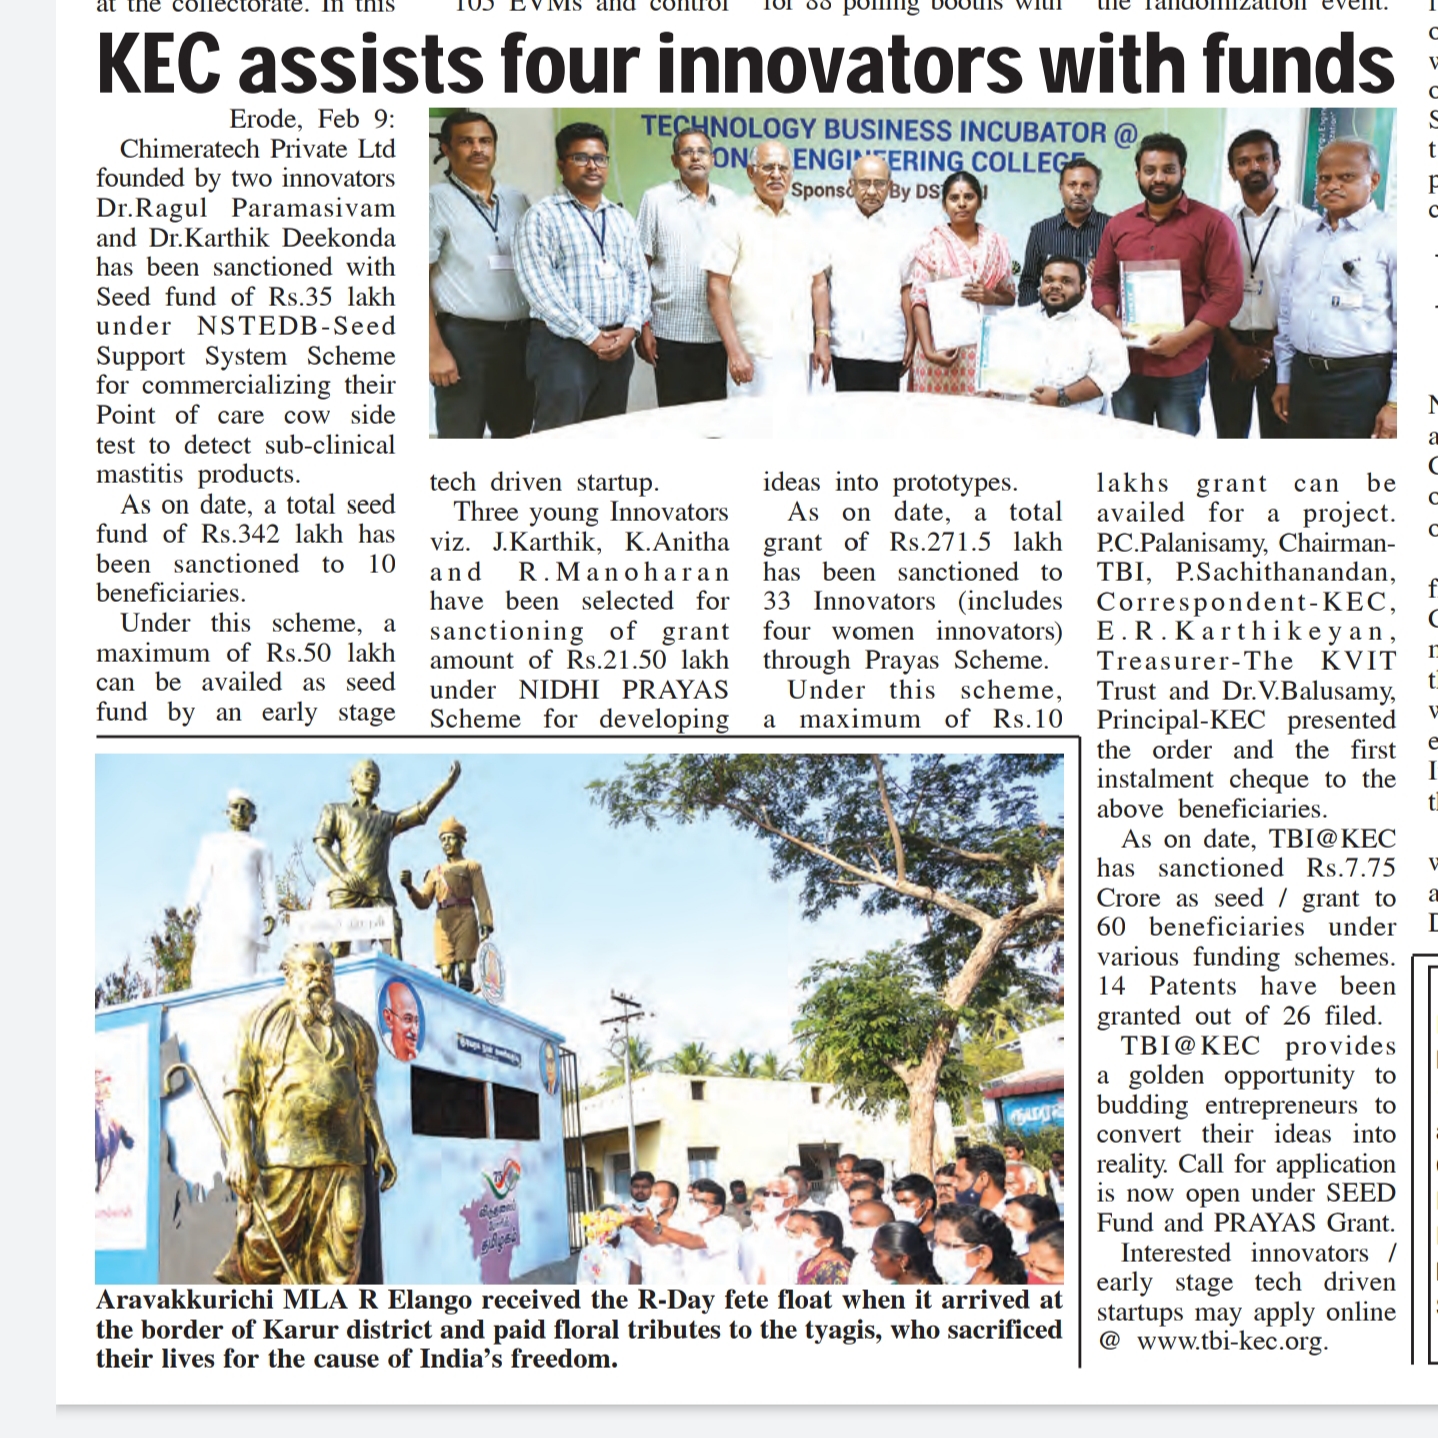 at the collectorate. In this
105 EVMs and control
for 88 polling booths with
the randomization event.
KEC assists four innovators with funds
Erode, Feb 9:
Chimeratech Private Ltd
founded by two innovators
Dr.Ragul Paramasivam
and Dr.Karthik Deekonda
has been sanctioned with
Seed fund of Rs.35 lakh
under NSTEDB-Seed
Support System Scheme
for commercializing their
Point of care cow side
test to detect sub-clinical
mastitis products.
As on date, a total seed
fund of Rs.342 lakh has
been sanctioned to 10
beneficiaries.
Under this scheme, a
maximum of Rs.50 lakh
can be availed as seed
fund by an early stage
TECHNOLOGY BUSINESS INCUBATOR @
ENGINEERING COLLEGE
By
tech driven startup.
Three young Innovators
viz. J.Karthik, K.Anitha
and R.Manoharan
have been selected for
sanctioning of grant
amount of Rs.21.50 lakh
under NIDHI PRAYAS
Scheme for developing
ideas into prototypes.
As on date, a total
grant of Rs.271.5 lakh
has been sanctioned to
33 Innovators (includes
four women innovators)
through Prayas Scheme.
Under this scheme,
a maximum of Rs.10
lakhs grant can be
availed for a project.
P.C.Palanisamy, Chairman-
TBI, P.Sachithanandan,
Correspondent-KEC,
E.R.Karthikeyan,
Treasurer-The KVIT
Trust and Dr.V.Balusamy,
Principal-KEC presented
the order and the first
instalment cheque to the
above beneficiaries.
As on date, TBI@KEC
has sanctioned Rs.7.75
Crore as seed / grant to
60 beneficiaries under
various funding schemes.
14 Patents have been
granted out of 26 filed.
TBI@KEC provides
a golden opportunity to
budding entrepreneurs to
convert their ideas into
reality. Call for application
is now open under SEED
Fund and PRAYAS Grant.
Interested innovators /
early stage tech driven
startups may apply online
@ www.tbi-kec.org.
Aravakkurichi MLA R Elango received the R-Day fete float when it arrived at
the border of Karur district and paid floral tributes to the tyagis, who sacrificed
their lives for the cause of India's freedom.